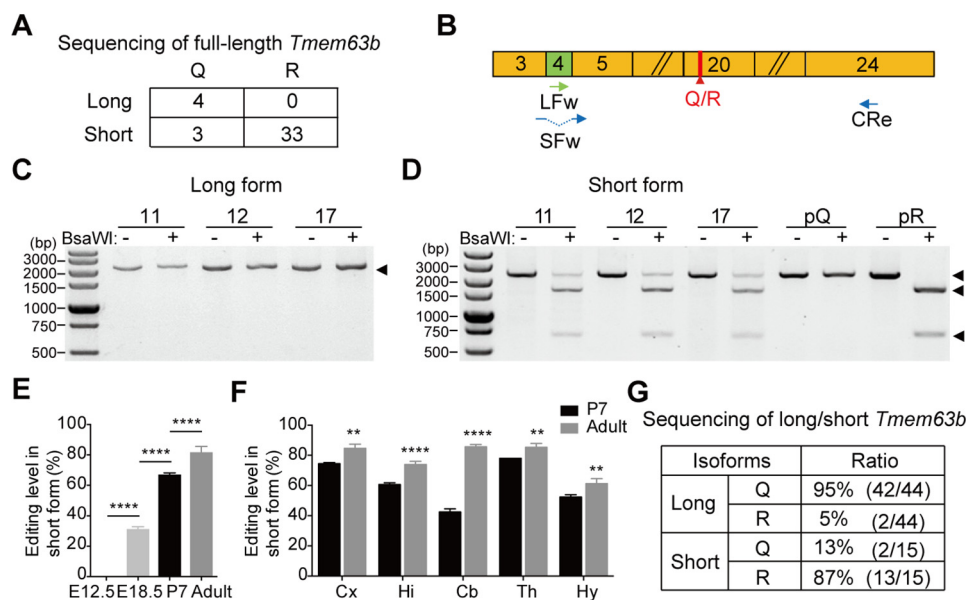 A
Sequencing of full-length Tmem63b
Q R
Long 4 0
Short 3 33
B
3 4 5 // 20 // 24
LFw Q/R CRe
SFw
C
Long form
11 12 17
(bp) BsaWI: - + - + - +
3000
2000
1500
1000
750
500
D
Short form
11 12 17 pQ pR
(bp) BsaWI: - + - + - + - + - +
3000
2000
1500
1000
750
500
E
Editing level in
short form (%)
100
80
60
40
20
0
**** **** ****
E12.5 E18.5 P7 Adult
F
Editing level in
short form (%)
100
80
60
40
20
0
P7
Adult
** **** **** ** **
Cx Hi Cb Th Hy
G
Sequencing of long/short Tmem63b
Isoforms Ratio
Long Q 95% (42/44)
R 5% (2/44)
Short Q 13% (2/15)
R 87% (13/15)